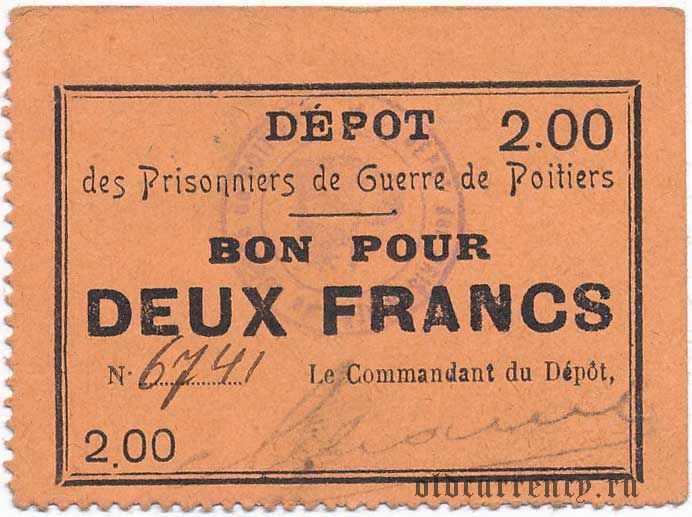 DÉPOT 2.00
des Prisonniers de Guerre de Poitiers
BON POUR
DEUX FRANCS
N. 6741 Le Commandant du Dépôt,
2.00
oldcurrency.ru